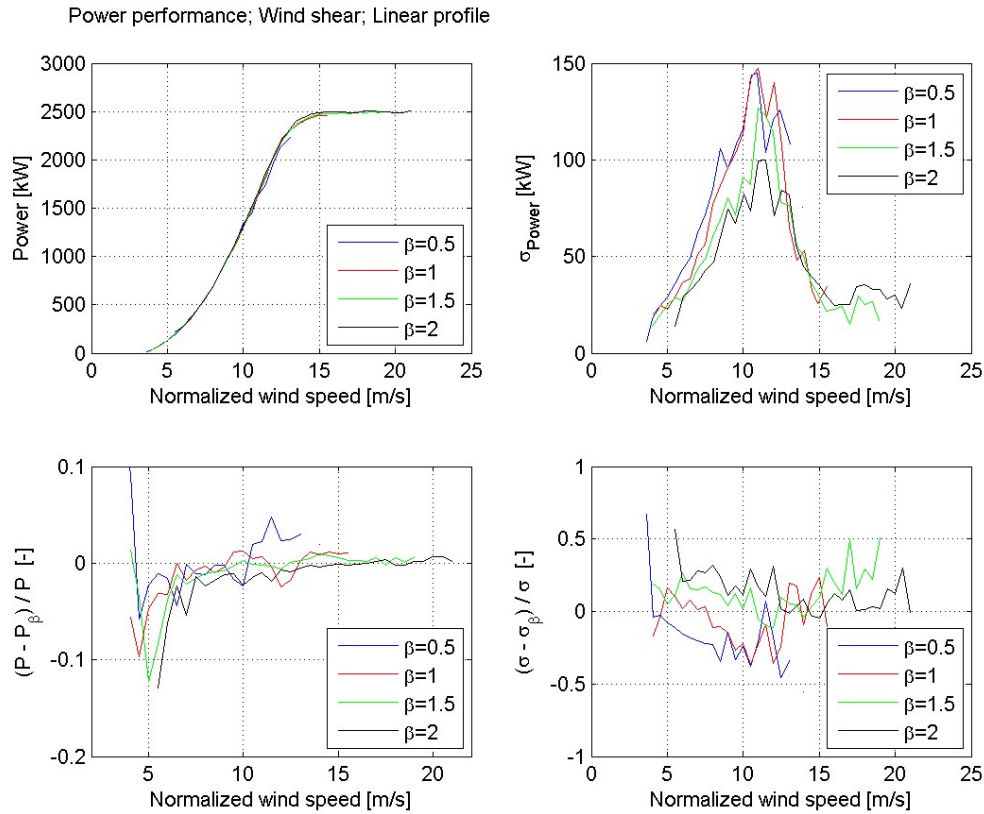 Power performance; Wind shear; Linear profile
3000
2500
2000
1500
1000
500
0
Power [kW]
0 5 10 15 20 25
Normalized wind speed [m/s]
β=0.5
β=1
β=1.5
β=2
150
100
50
0
σPower [kW]
0 5 10 15 20 25
Normalized wind speed [m/s]
β=0.5
β=1
β=1.5
β=2
0.1
0
-0.1
-0.2
(P - Pβ) / P [-]
5 10 15 20
Normalized wind speed [m/s]
β=0.5
β=1
β=1.5
β=2
1
0.5
0
-0.5
-1
(σ - σβ) / σ [-]
0 5 10 15 20 25
Normalized wind speed [m/s]
β=0.5
β=1
β=1.5
β=2